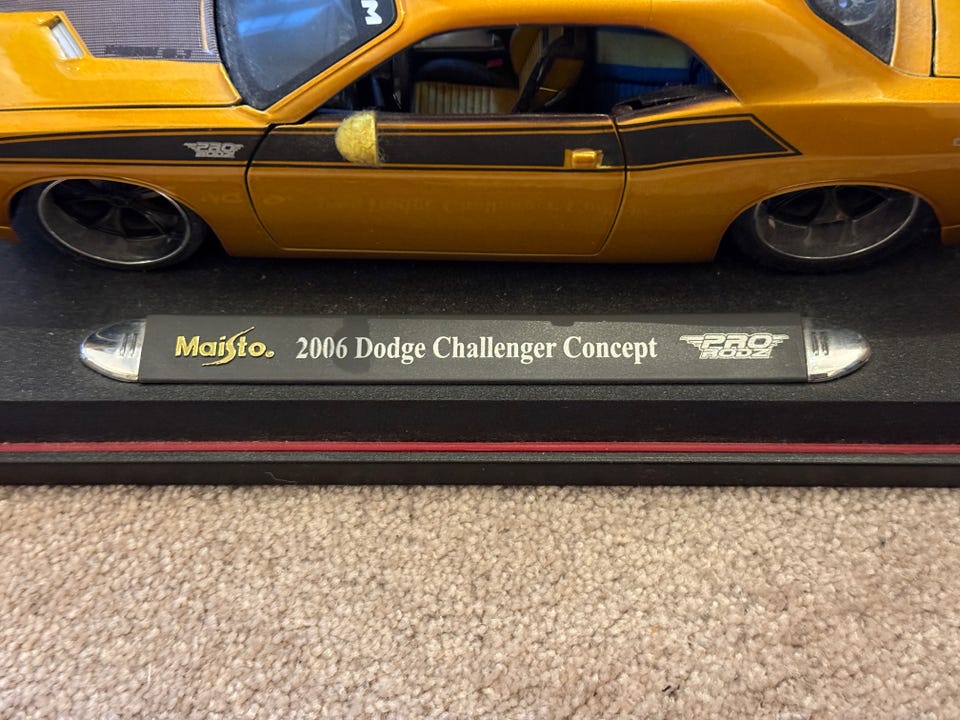 M
PRO
RODZ
Maisto® 2006 Dodge Challenger Concept PRO
RODZ